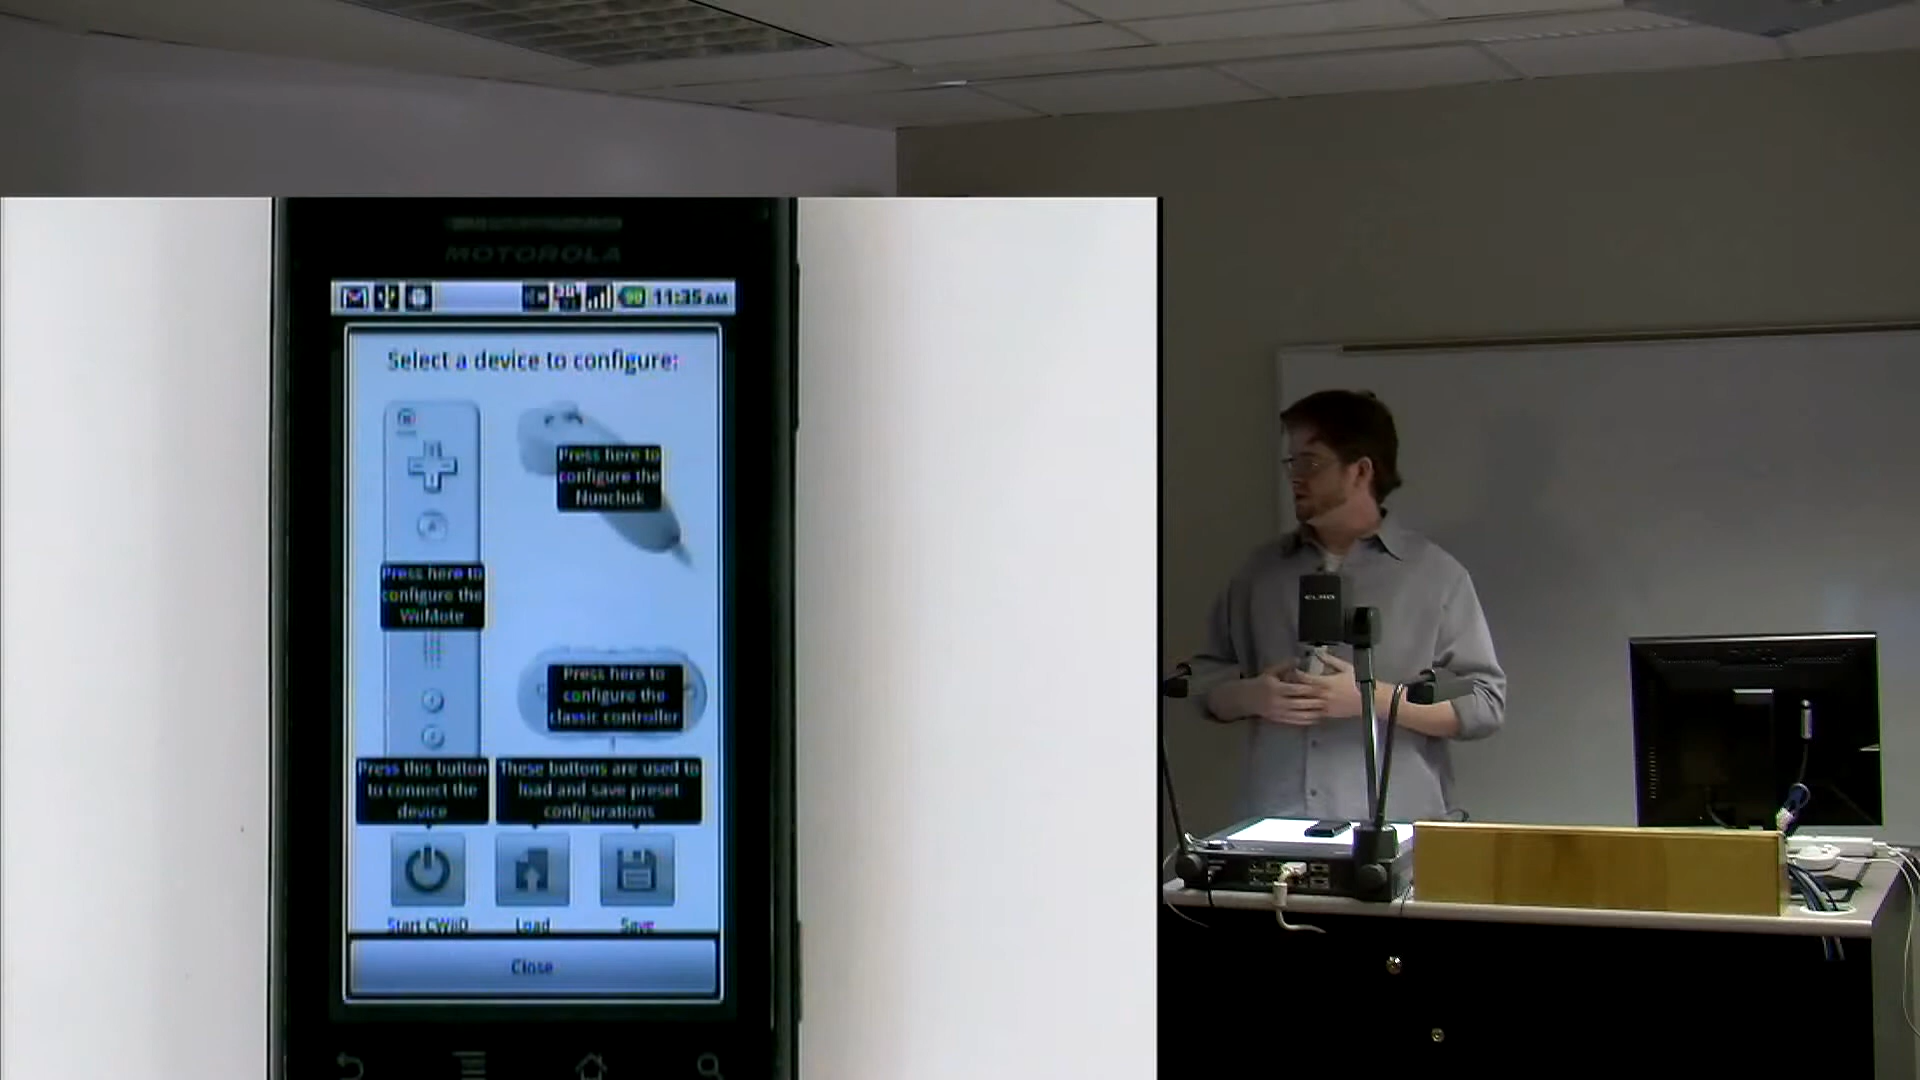 MOTOROLA
11:35 AM
Select a device to configure:
Press here to
configure the
Nunchuk
Press here to
configure the
WiiMote
Press here to
configure the
classic controller
Press this button
to connect the
device
These buttons are used to
load and save preset
configurations
Start CWiiD
Load
Save
Close
ELMO